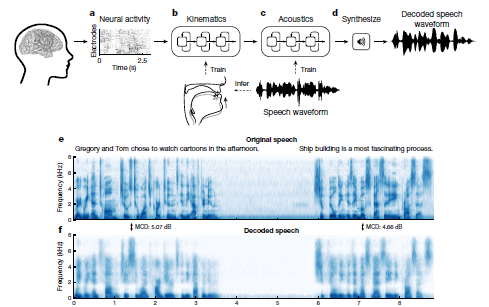 a Neural activity
b Kinematics
c Acoustics
d Synthesize
Decoded speech
waveform
Electrodes
0 2.5
Time (s)
Train
Train
Infer
Speech waveform
e Original speech
Gregory and Tom chose to watch cartoons in the afternoon. Ship building is a most fascinating process.
Frequency (kHz)
8
6
4
2
0
MCD: 5.07 dB
MCD: 4.66 dB
f Decoded speech
Frequency (kHz)
8
6
4
2
0
0 1 2 3 4 5 6 7 8